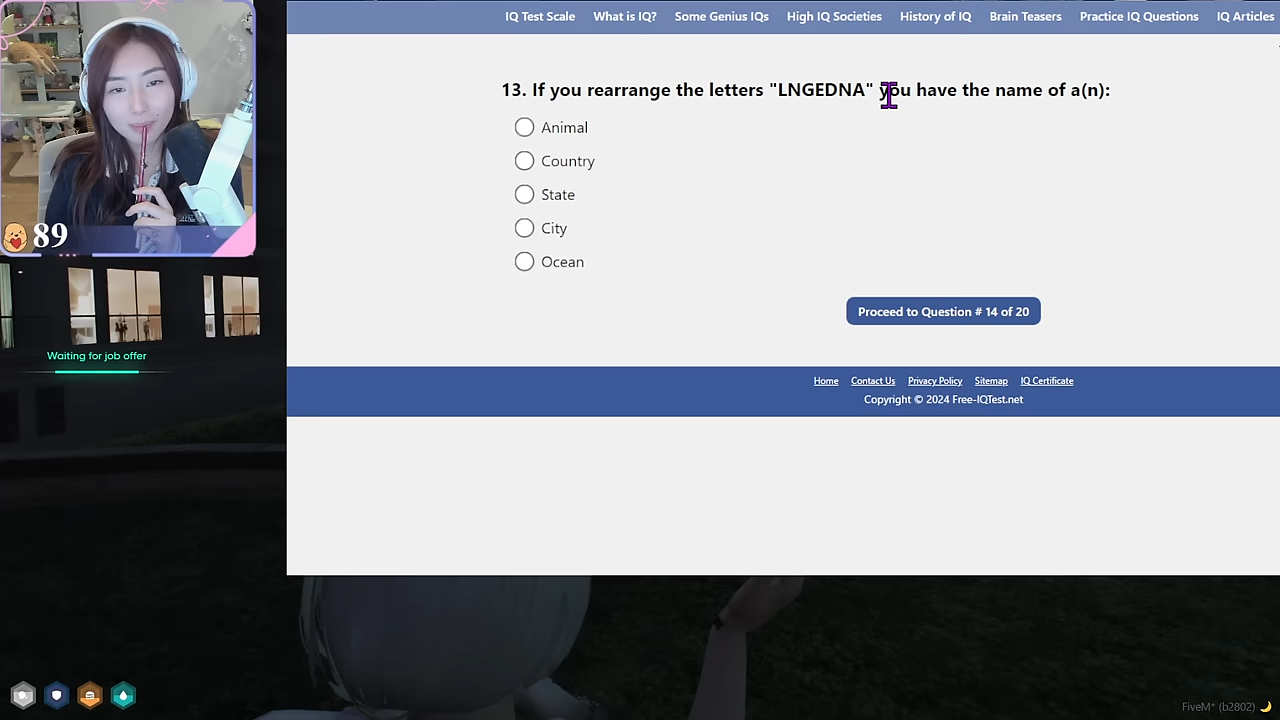 IQ Test Scale What is IQ? Some Genius IQs High IQ Societies History of IQ Brain Teasers Practice IQ Questions IQ Articles
13. If you rearrange the letters "LNGEDNA" you have the name of a(n):
Animal
Country
State
City
Ocean
Proceed to Question # 14 of 20
Home Contact Us Privacy Policy Sitemap IQ Certificate
Copyright © 2024 Free-IQTest.net
89
Waiting for job offer
FiveM* (b2802)